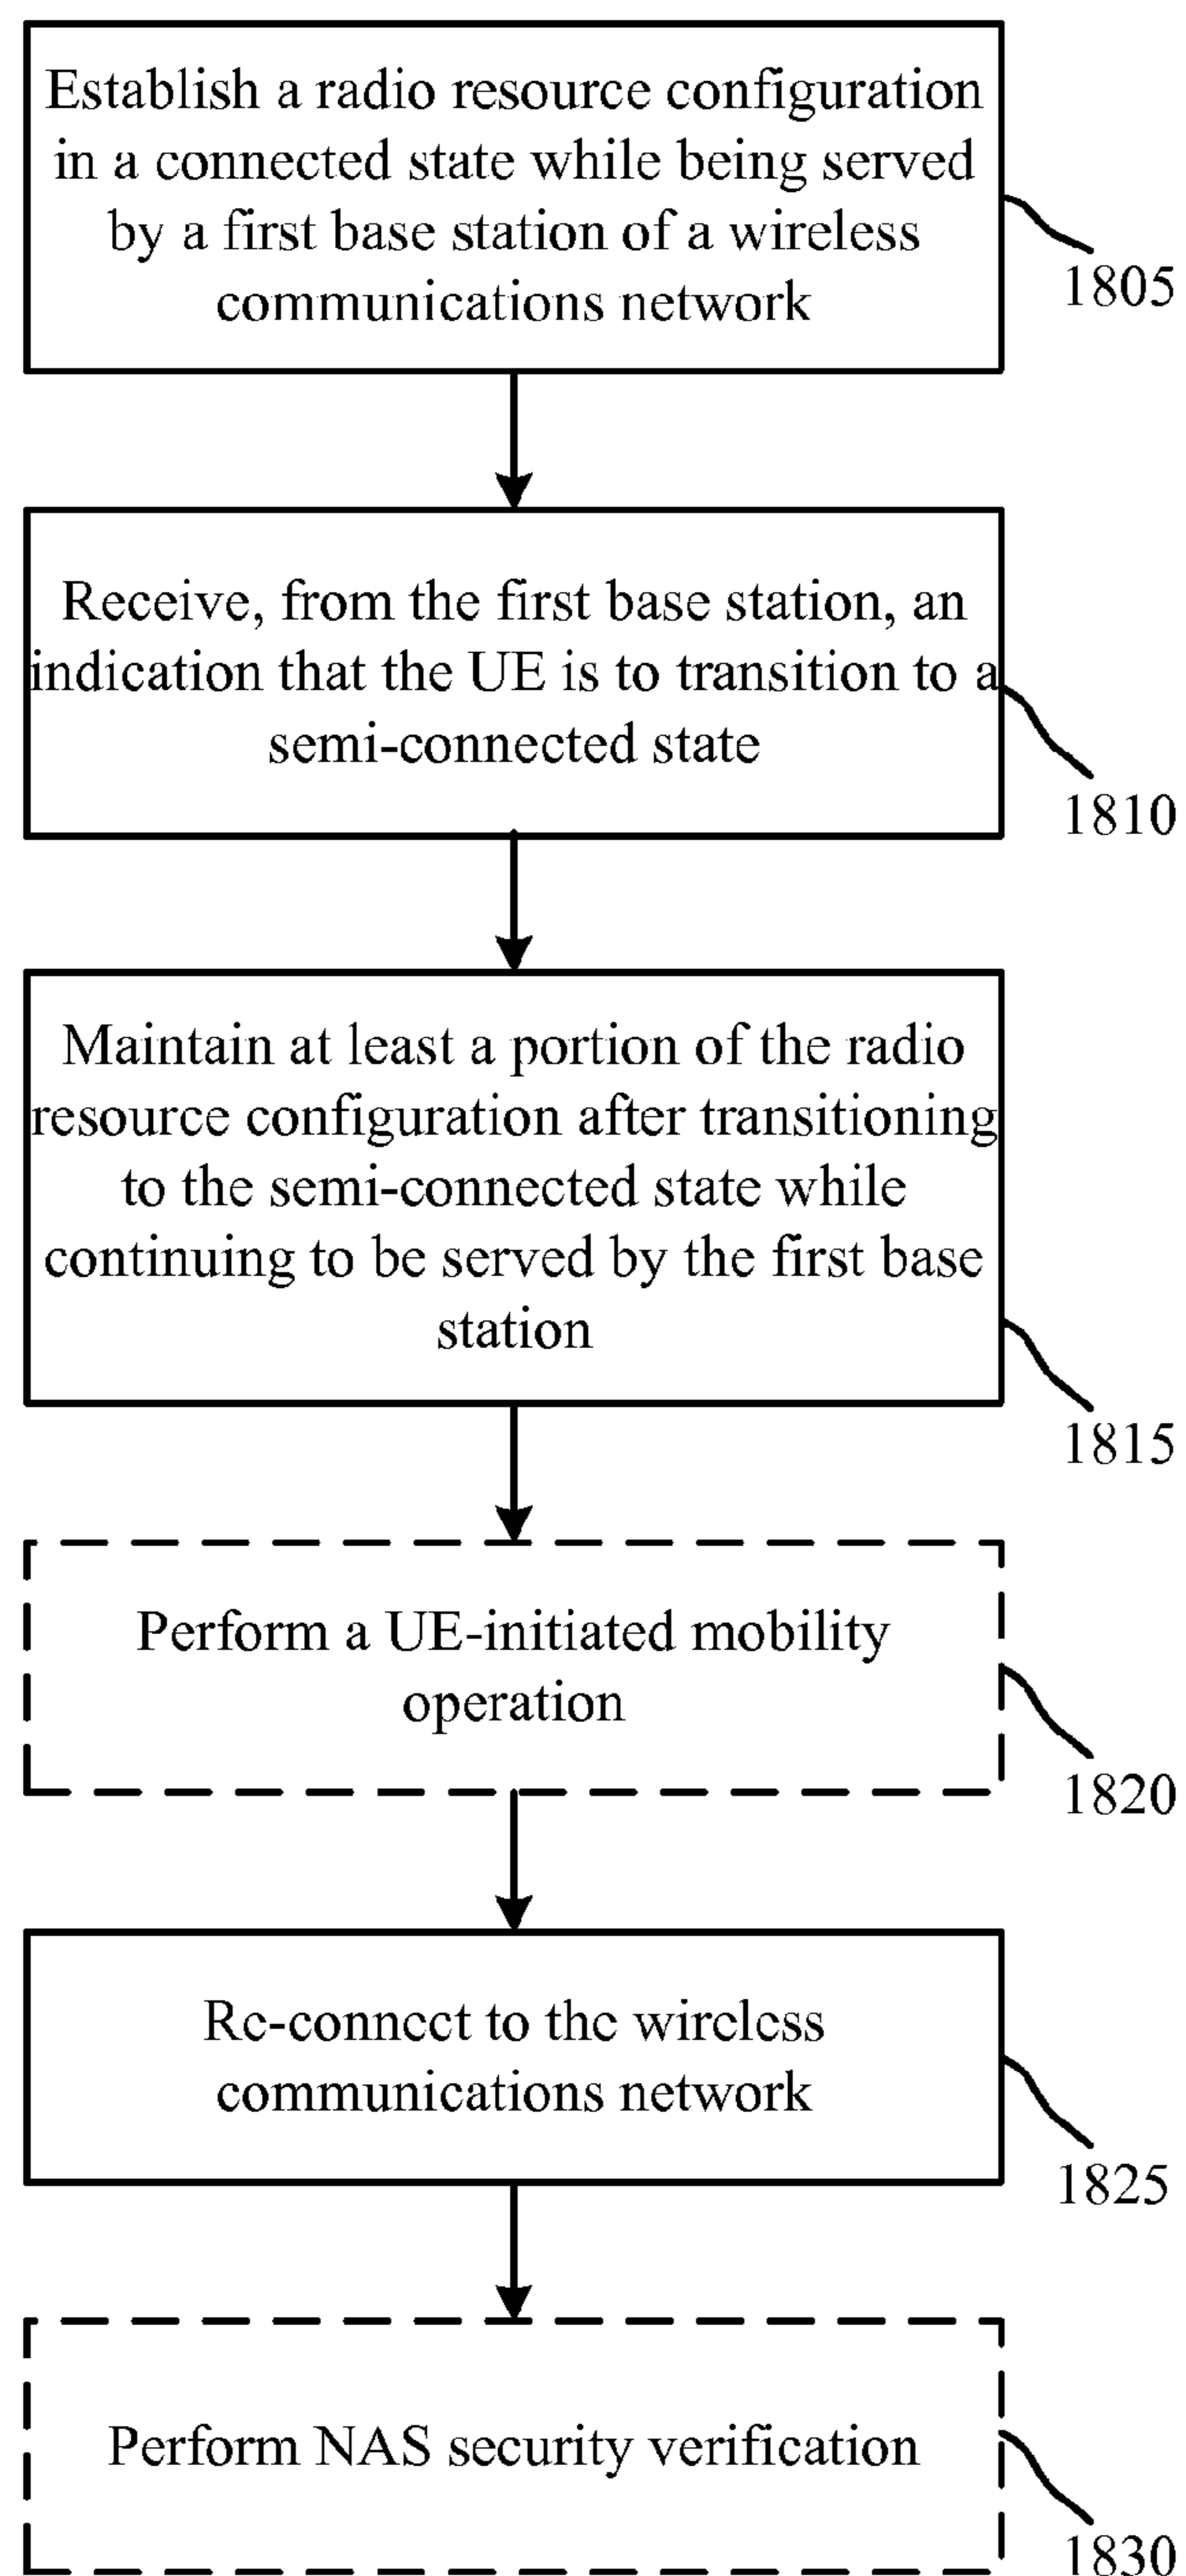 Establish a radio resource configuration
in a connected state while being served
by a first base station of a wireless
communications network
1805
Receive, from the first base station, an
indication that the UE is to transition to a
semi-connected state
1810
Maintain at least a portion of the radio
resource configuration after transitioning
to the semi-connected state while
continuing to be served by the first base
station
1815
Perform a UE-initiated mobility
operation
1820
Re-connect to the wireless
communications network
1825
Perform NAS security verification
1830